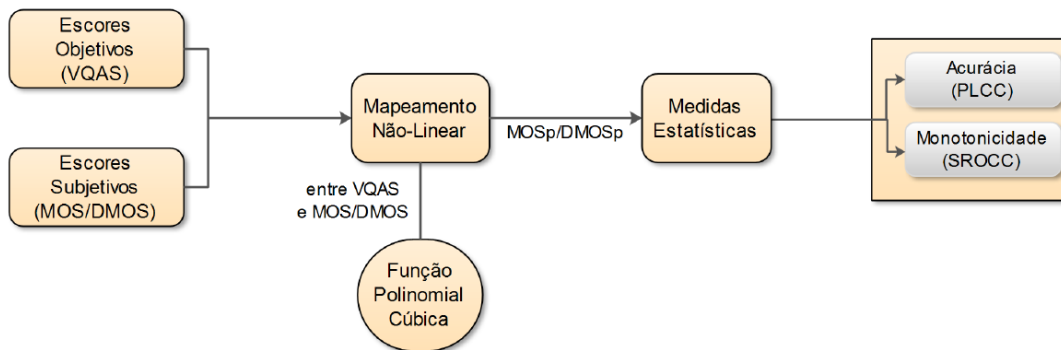 Escores
Objetivos
(VQAS)
Escores
Subjetivos
(MOS/DMOS)
Mapeamento
Não-Linear
entre VQAS
e MOS/DMOS
Função
Polinomial
Cúbica
MOSp/DMOSp
Medidas
Estatísticas
Acurácia
(PLCC)
Monotonicidade
(SROCC)